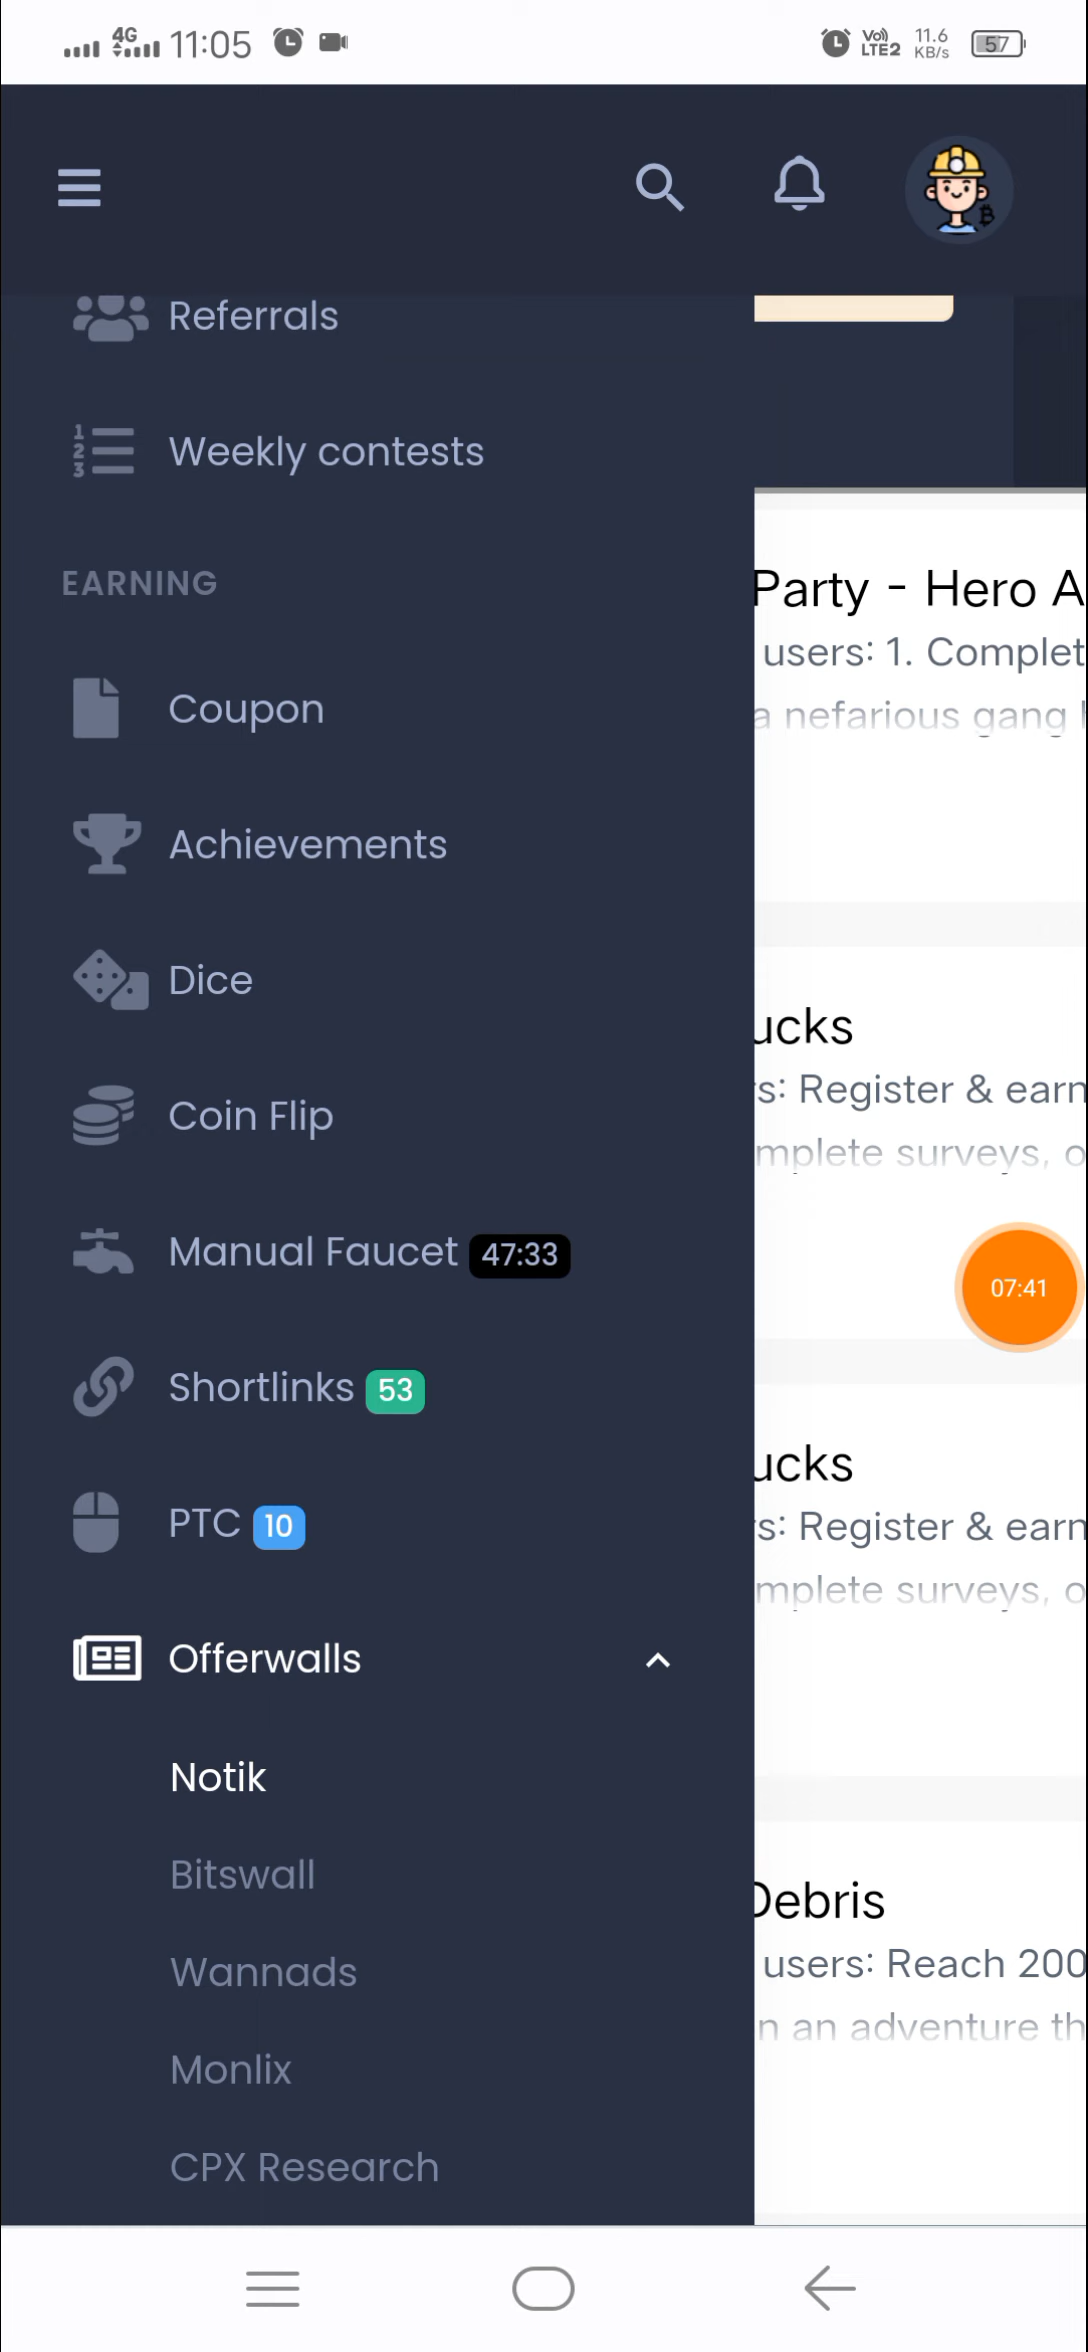 4G 11:05 Vo) LTE2 11.6 KB/s 57
Referrals
Weekly contests
EARNING
Party - Hero A
users: 1. Complet
a nefarious gang
Coupon
Achievements
Dice
ucks
s: Register & earn
mplete surveys, o
Coin Flip
Manual Faucet 47:33
07:41
Shortlinks 53
ucks
PTC 10
s: Register & earn
mplete surveys, o
Offerwalls
Notik
Bitswall
Debris
Wannads
users: Reach 200
n an adventure th
Monlix
CPX Research